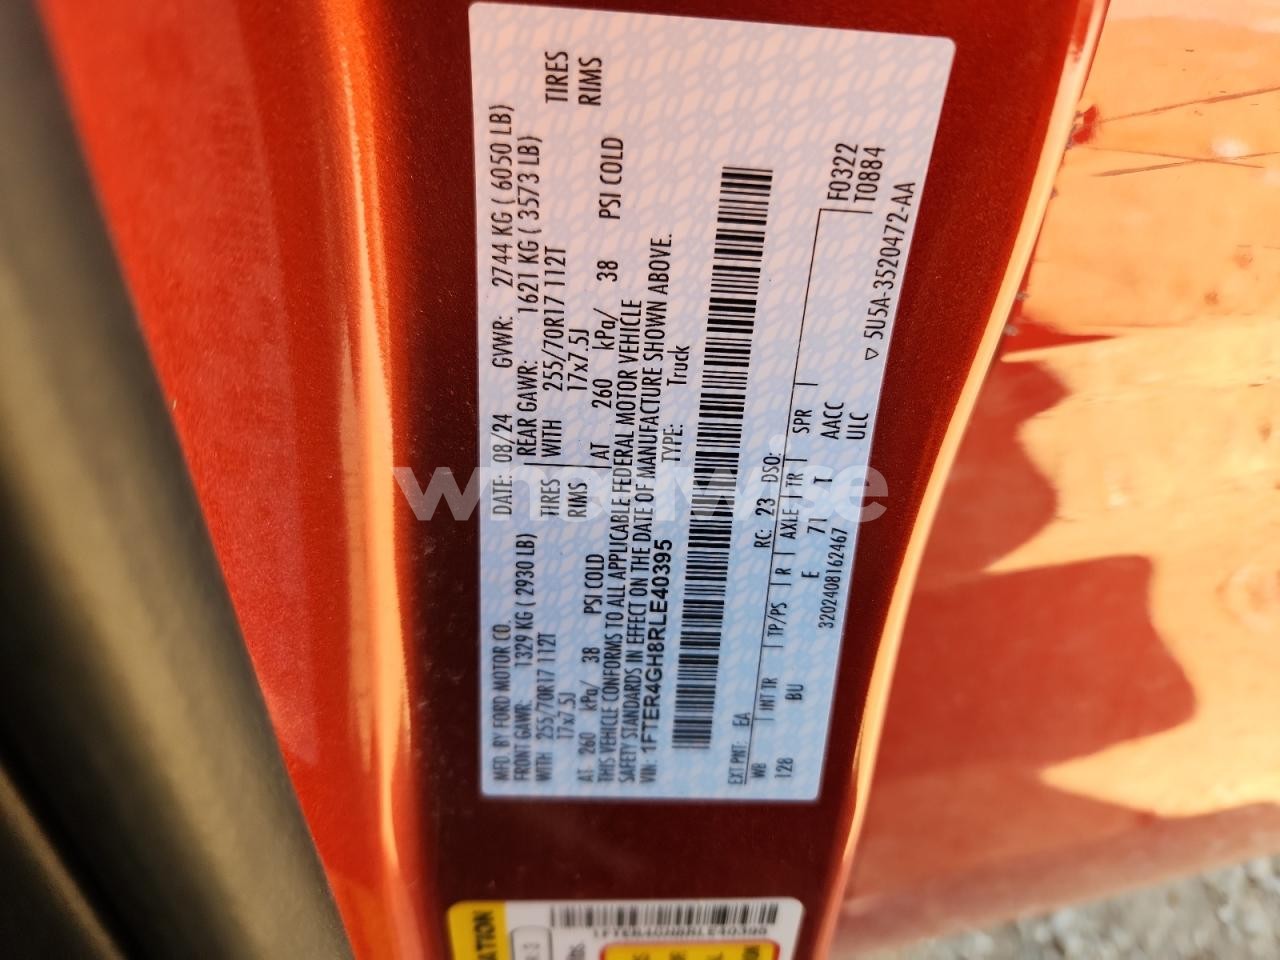 MFD. BY FORD MOTOR CO. DATE: 08/24 GVWR: 2744 KG ( 6050 LB)
FRONT GAWR: 1329 KG ( 2930 LB) REAR GAWR: 1621 KG ( 3573 LB)
WITH 255/70R17 112T TIRES WITH 255/70R17 112T TIRES
17x7.5J RIMS 17x7.5J RIMS
AT 260 kPa/ 38 PSI COLD AT 260 kPa/ 38 PSI COLD
THIS VEHICLE CONFORMS TO ALL APPLICABLE FEDERAL MOTOR VEHICLE
SAFETY STANDARDS IN EFFECT ON THE DATE OF MANUFACTURE SHOWN ABOVE.
VIN: 1FTER4GH8RLE40395 TYPE: Truck
EXT PNT: EA RC: 23 DSO: F0322
T0884
WB INT TR TP/PS R AXLE TR SPR
128 BU E 71 T AACC
3202408162467 ULC
▽ 5U5A-3520472-AA
1FTER4GH8RLE40395